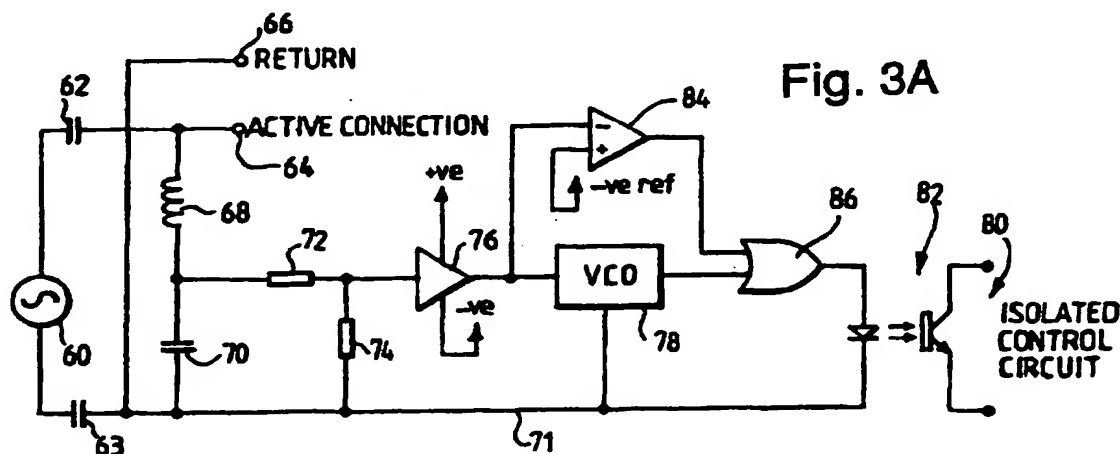 66
RETURN
Fig. 3A
62
84
ACTIVE CONNECTION
64
−
+
−ve ref
+ve
68
86
82
80
72
76
VCO
−ve
60
70
74
78
ISOLATED
CONTROL
CIRCUIT
63
71